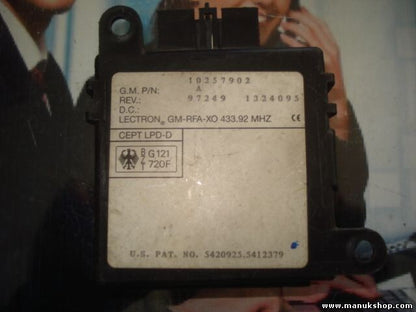 G.M. P/N: 10257902
REV.: A
D.C.: 97249 1324095
LECTRON® GM-RFA-XO 433.92 MHZ CE
CEPT LPD-D
BZT G121
720F
U.S. PAT. NO. 5420925.5412379
www.manukshop.com